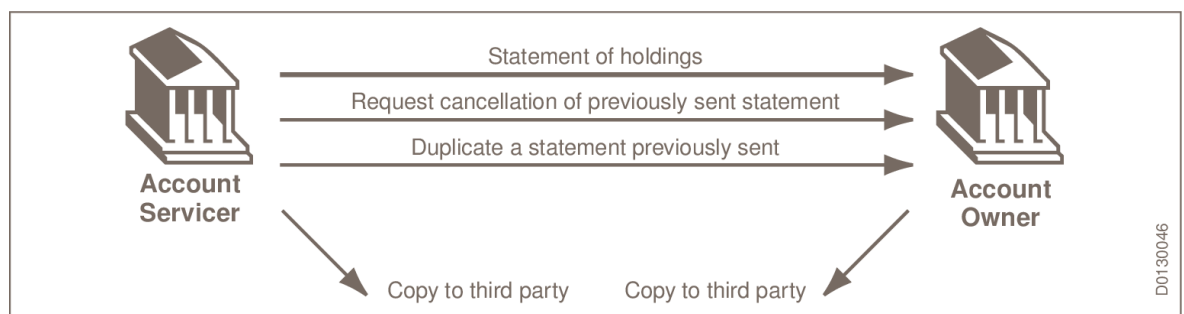 Statement of holdings
Request cancellation of previously sent statement
Duplicate a statement previously sent
Account
Servicer
Account
Owner
Copy to third party
Copy to third party
D0130046